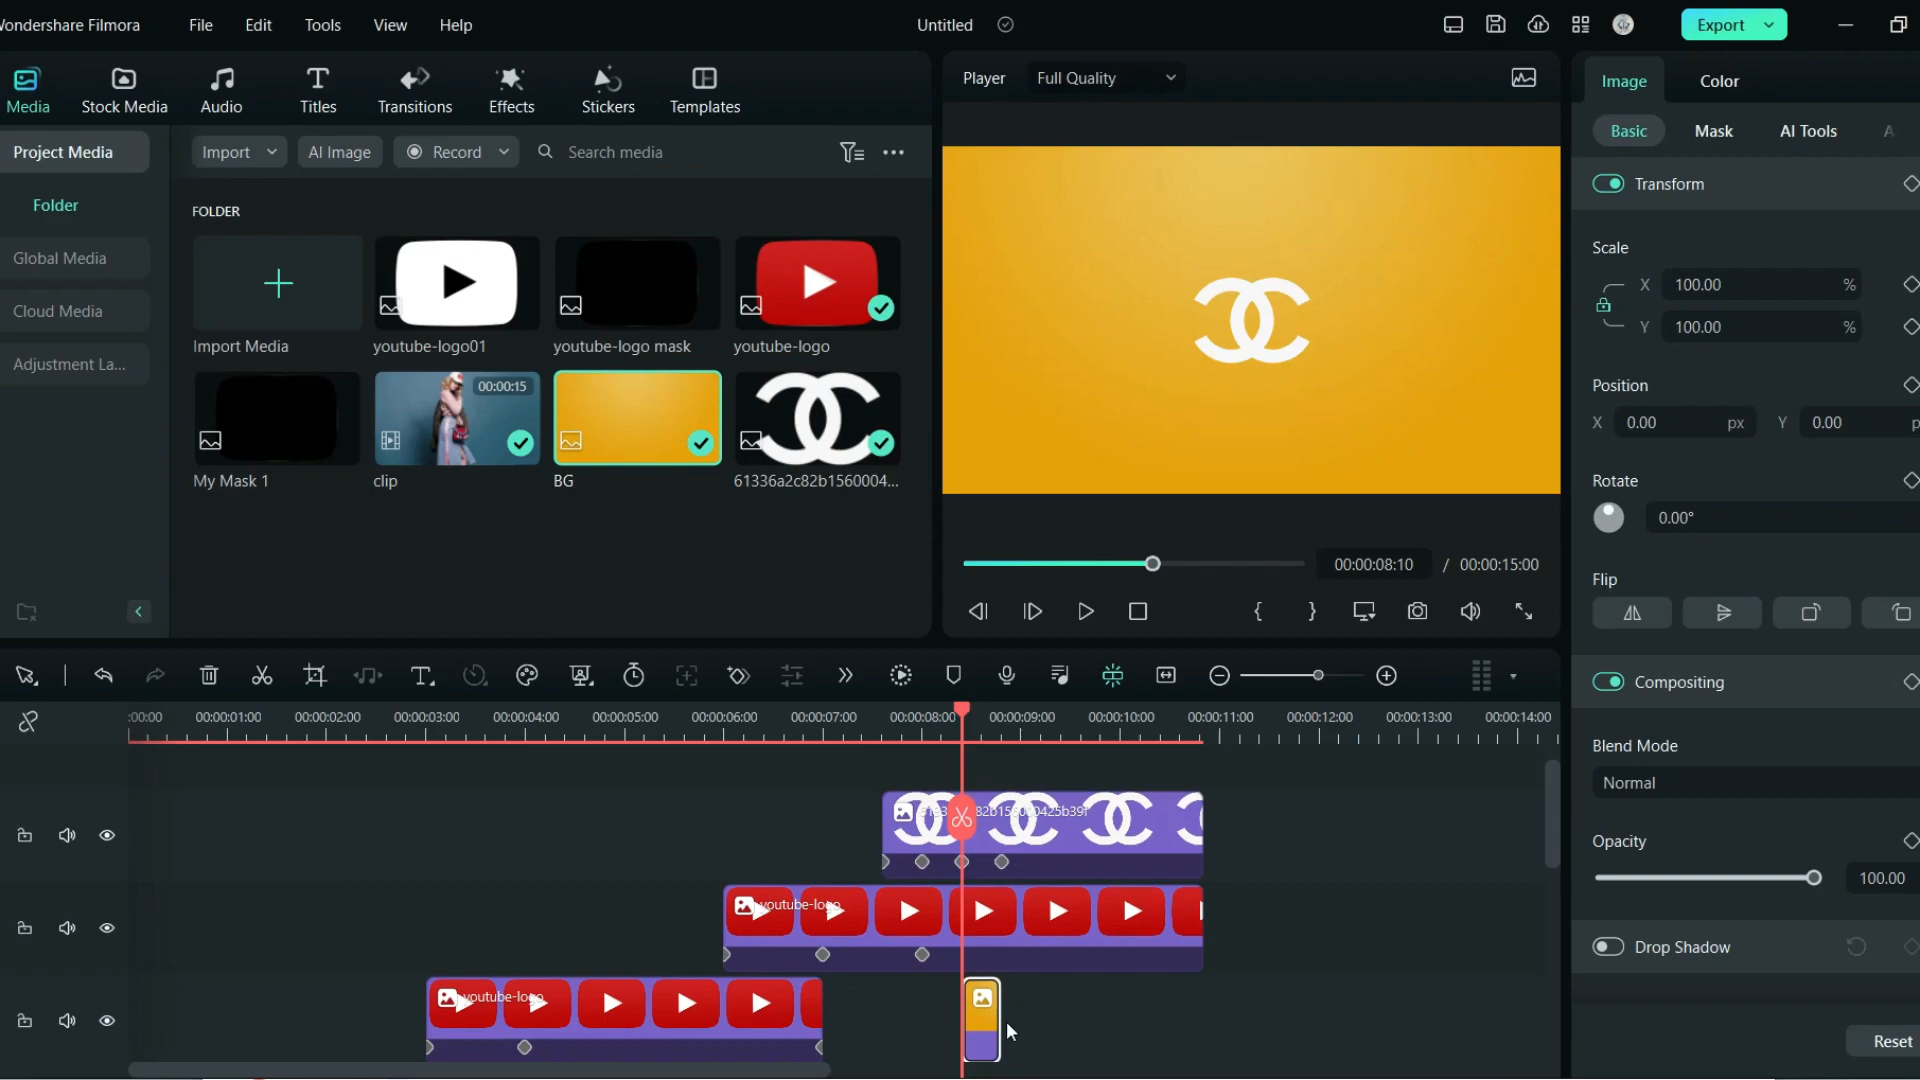 Wondershare Filmora
File
Edit
Tools
View
Help
Untitled
Export
Media
Stock Media
Audio
Titles
Transitions
Effects
Stickers
Templates
Player
Full Quality
Image
Color
Project Media
Import
AI Image
Record
Search media
Basic
Mask
AI Tools
A
Folder
FOLDER
Transform
Global Media
Scale
X 100.00 %
Cloud Media
Y 100.00 %
Import Media
youtube-logo01
youtube-logo mask
youtube-logo
Adjustment La...
00:00:15
Position
X 0.00 px Y 0.00 p
My Mask 1
clip
BG
61336a2c82b1560004...
Rotate
0.00°
00:00:08:10 / 00:00:15:00
Flip
Compositing
:00:00 00:00:01:00 00:00:02:00 00:00:03:00 00:00:04:00 00:00:05:00 00:00:06:00 00:00:07:00 00:00:08:00 00:00:09:00 00:00:10:00 00:00:11:00 00:00:12:00 00:00:13:00 00:00:14:00
Blend Mode
Normal
Opacity
100.00
youtube-logo
Drop Shadow
youtube-logo
Reset